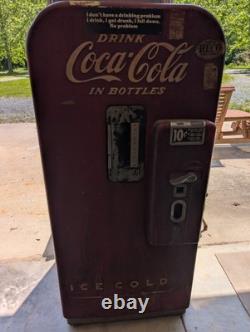 I don't have a drinking problem
I drink, I get drunk, I fall down.
No problem
DRINK
Coca-Cola
IN BOTTLES
10¢
ICE COLD